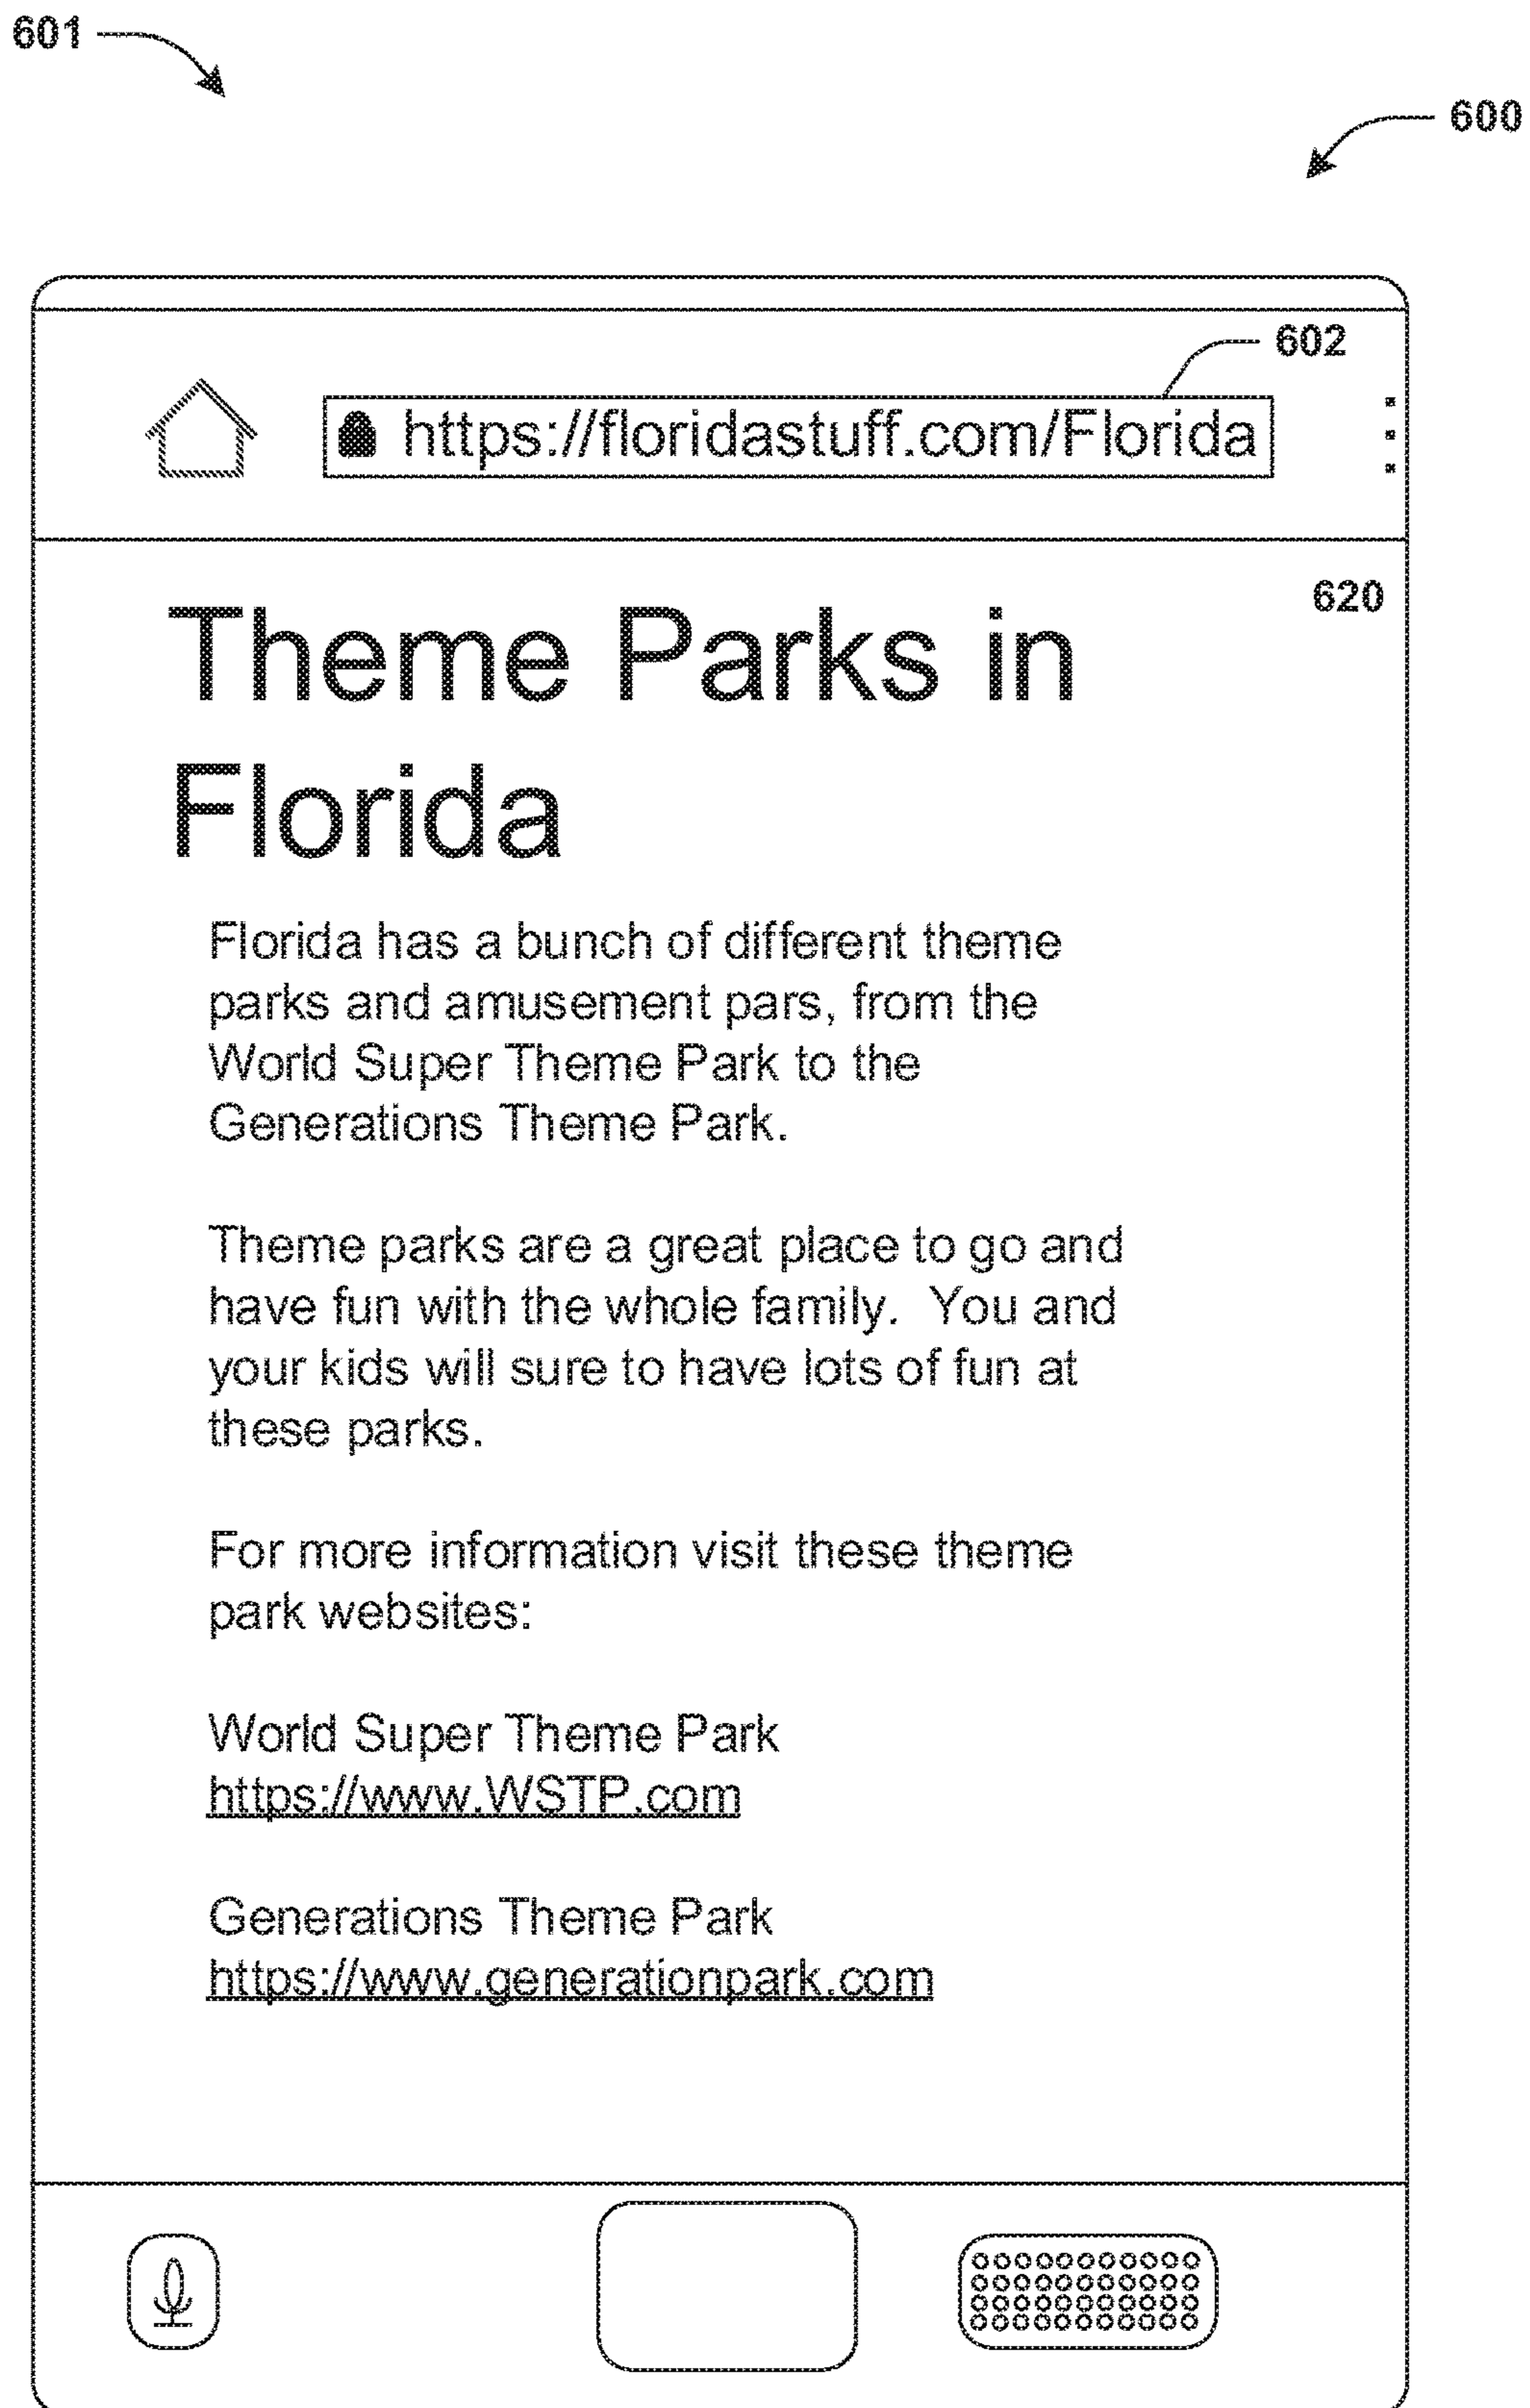 601
600
602
https://floridastuff.com/Florida
620
Theme Parks in
Florida
Florida has a bunch of different theme
parks and amusement pars, from the
World Super Theme Park to the
Generations Theme Park.
Theme parks are a great place to go and
have fun with the whole family.  You and
your kids will sure to have lots of fun at
these parks.
For more information visit these theme
park websites:
World Super Theme Park
https://www.WSTP.com
Generations Theme Park
https://www.generationpark.com